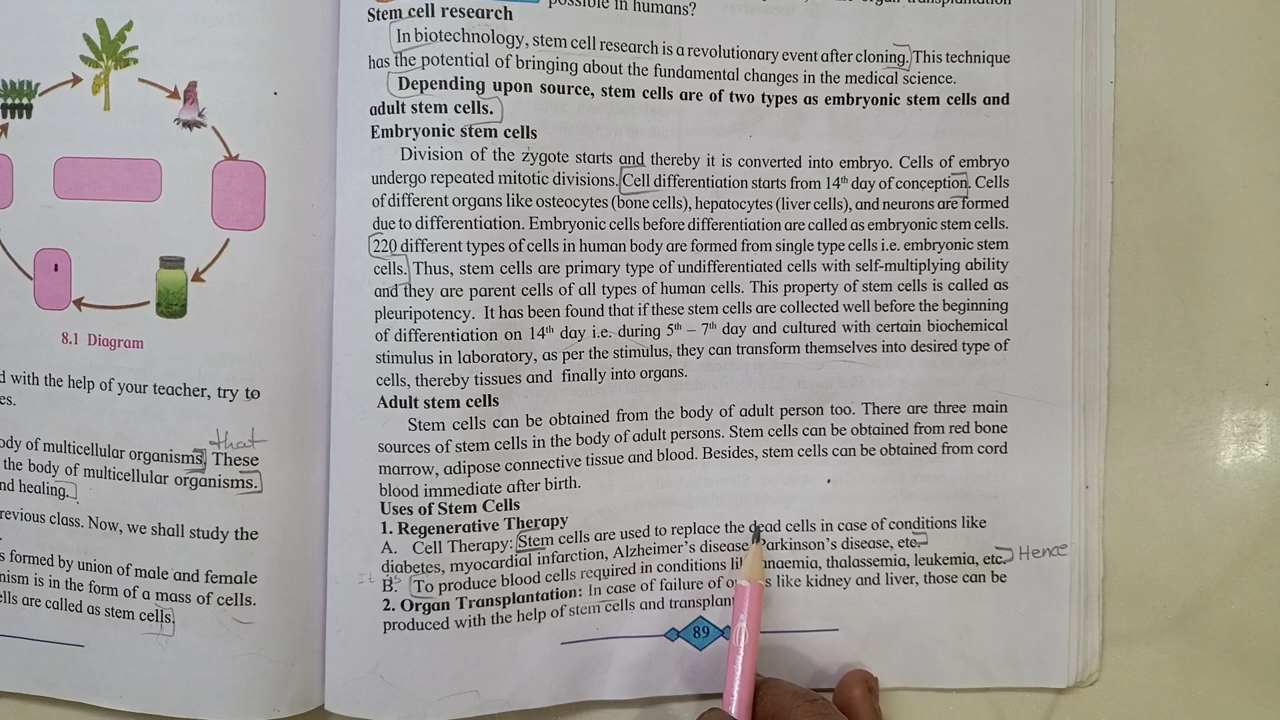 possible in humans?
Stem cell research
In biotechnology, stem cell research is a revolutionary event after cloning. This technique
has the potential of bringing about the fundamental changes in the medical science.
Depending upon source, stem cells are of two types as embryonic stem cells and
adult stem cells.
Embryonic stem cells
Division of the zygote starts and thereby it is converted into embryo. Cells of embryo
undergo repeated mitotic divisions. Cell differentiation starts from 14th day of conception. Cells
of different organs like osteocytes (bone cells), hepatocytes (liver cells), and neurons are formed
due to differentiation. Embryonic cells before differentiation are called as embryonic stem cells.
220 different types of cells in human body are formed from single type cells i.e. embryonic stem
cells. Thus, stem cells are primary type of undifferentiated cells with self-multiplying ability
and they are parent cells of all types of human cells. This property of stem cells is called as
pleuripotency. It has been found that if these stem cells are collected well before the beginning
of differentiation on 14th day i.e. during 5th – 7th day and cultured with certain biochemical
stimulus in laboratory, as per the stimulus, they can transform themselves into desired type of
cells, thereby tissues and finally into organs.
Adult stem cells
Stem cells can be obtained from the body of adult person too. There are three main
sources of stem cells in the body of adult persons. Stem cells can be obtained from red bone
marrow, adipose connective tissue and blood. Besides, stem cells can be obtained from cord
blood immediate after birth.
Uses of Stem Cells
1. Regenerative Therapy
A. Cell Therapy: Stem cells are used to replace the dead cells in case of conditions like
diabetes, myocardial infarction, Alzheimer's disease, Parkinson's disease, etc.
It is
B. To produce blood cells required in conditions anaemia, thalassemia, leukemia, etc. Hence
2. Organ Transplantation: In case of failure of like kidney and liver, those can be
produced with the help of stem cells and
89
8.1 Diagram
with the help of your teacher, try to
that
of multicellular organisms. These
the body of multicellular organisms.
healing.
class. Now, we shall study the
formed by union of male and female
is in the form of a mass of cells.
are called as stem cells.